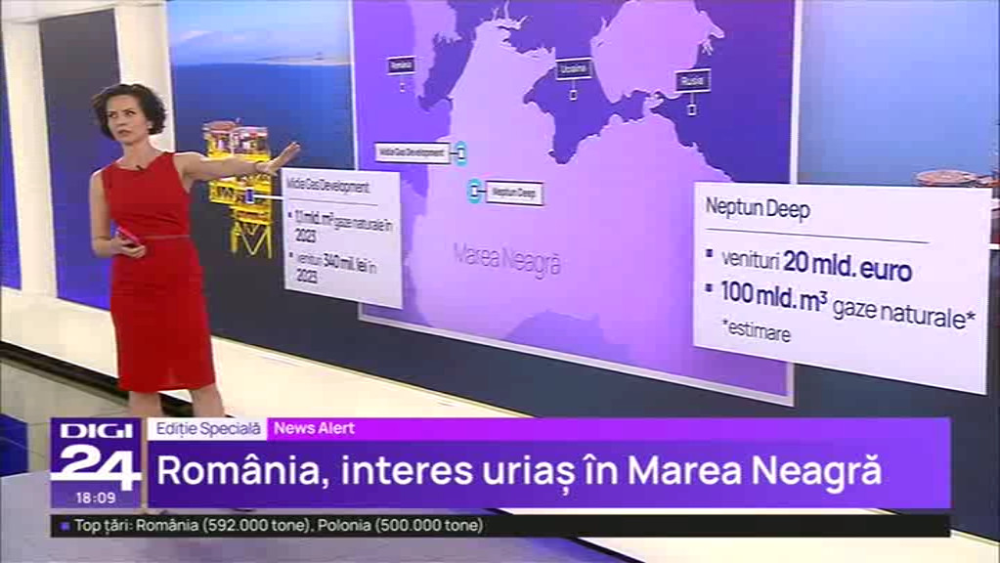 România
Ucraina
Rusia
Midia Gas Development
Neptun Deep
Marea Neagră
Midia Gas Development
1,1 mld. m³ gaze naturale în
2023
venituri 340 mil. lei în
2023
Neptun Deep
venituri 20 mld. euro
100 mld. m³ gaze naturale*
*estimare
DIGI
24
18:09
Ediție Specială
News Alert
România, interes uriaș în Marea Neagră
Top țări: România (592.000 tone), Polonia (500.000 tone)